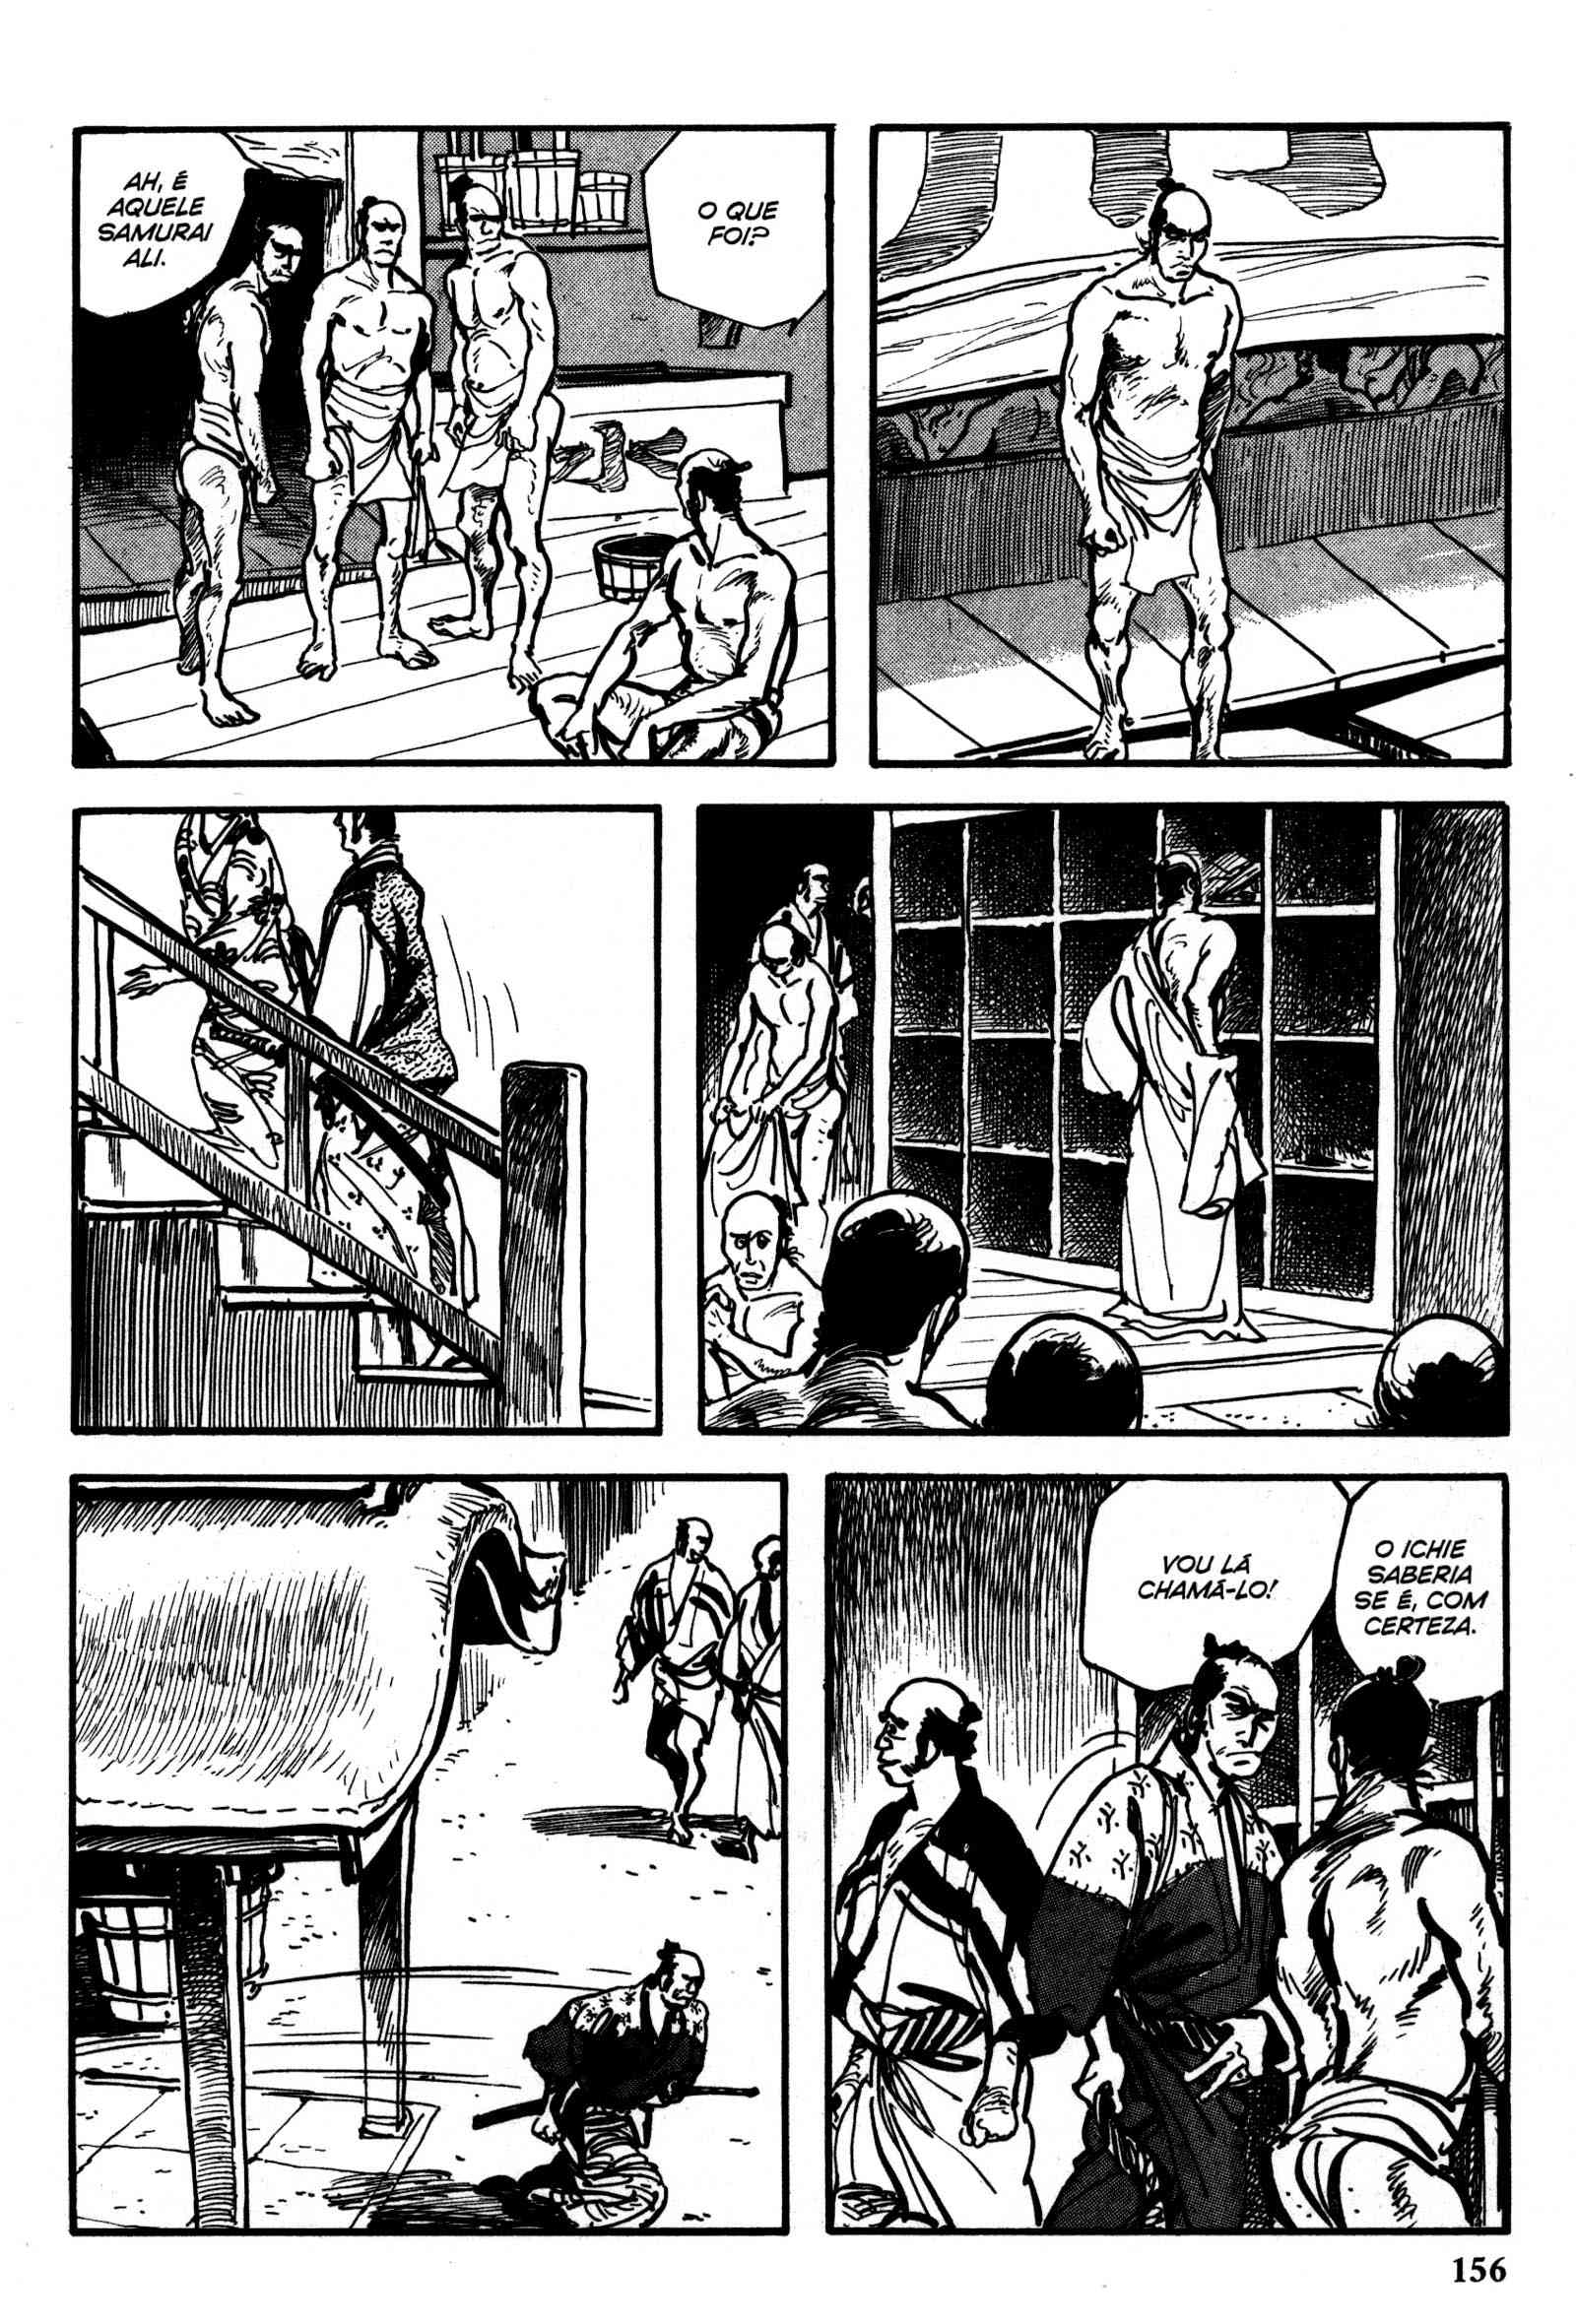 O QUE
FOI?
AH, É
AQUELE
SAMURAI
ALI.
O ICHIE
SABERIA
SE É, COM
CERTEZA.
VOU LÁ
CHAMÁ-LO!
156